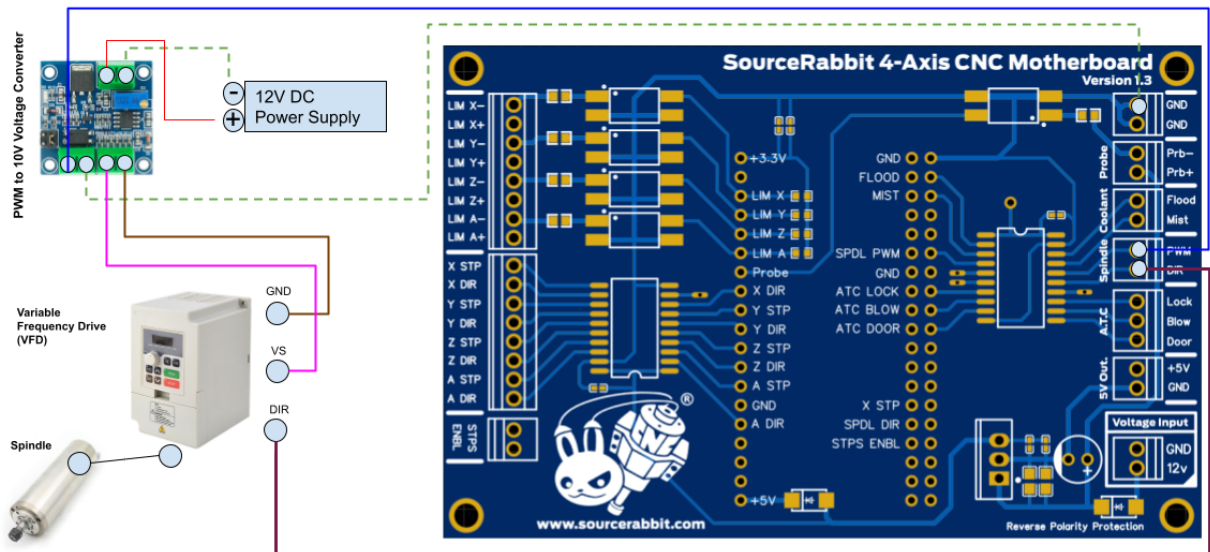 PWM to 10V Voltage Converter
-
12V DC
+
Power Supply
Variable
Frequency Drive
(VFD)
GND
VS
DIR
Spindle
SourceRabbit 4-Axis CNC Motherboard
Version 1.3
LIM X-
LIM X+
LIM Y-
LIM Y+
LIM Z-
LIM Z+
LIM A-
LIM A+
X STP
X DIR
Y STP
Y DIR
Z STP
Z DIR
A STP
A DIR
STPS
ENBL
+3.3V
LIM X
LIM Y
LIM Z
LIM A
Probe
X DIR
Y STP
Y DIR
Z STP
Z DIR
A STP
GND
A DIR
+5V
GND
FLOOD
MIST
SPDL PWM
GND
ATC LOCK
ATC BLOW
ATC DOOR
X STP
SPDL DIR
STPS ENBL
GND
GND
Probe
Prb-
Prb+
Coolant
Flood
Mist
Spindle
PWM
DIR
A.T.C
Lock
Blow
Door
5V Out.
+5V
GND
Voltage Input
GND
12v
+
Reverse Polarity Protection
®
N
www.sourcerabbit.com